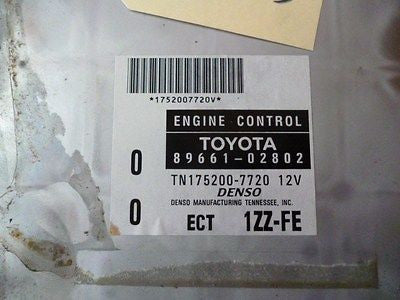 *1752007720V*
ENGINE CONTROL
TOYOTA
89661-02802
0
TN175200-7720 12V
DENSO
0
DENSO MANUFACTURING TENNESSEE, INC.
ECT 1ZZ-FE